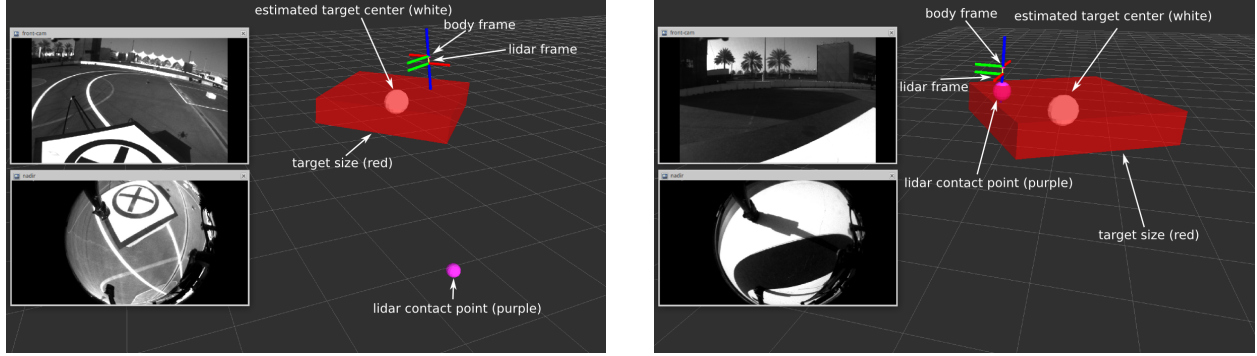 estimated target center (white)
body frame
lidar frame
front-cam
target size (red)
nadir
lidar contact point (purple)
body frame
estimated target center (white)
front-cam
lidar frame
nadir
lidar contact point (purple)
target size (red)